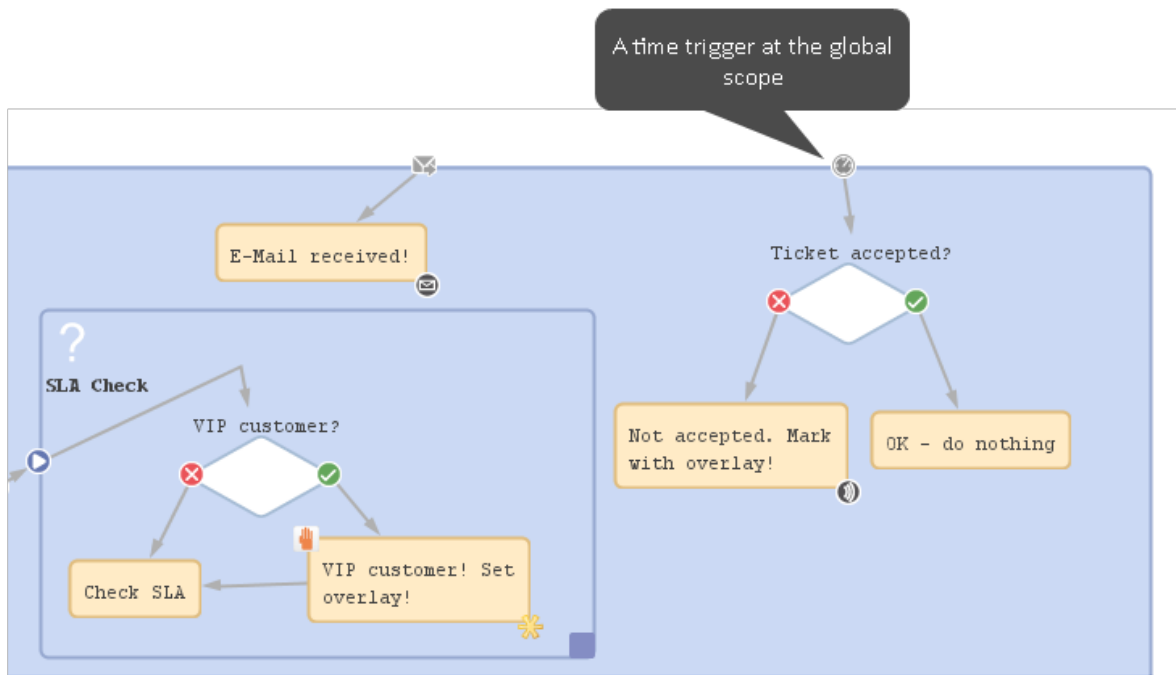 A time trigger at the global
scope
E-Mail received!
Ticket accepted?
?
SLA Check
VIP customer?
Not accepted. Mark
with overlay!
OK - do nothing
VIP customer! Set
overlay!
Check SLA